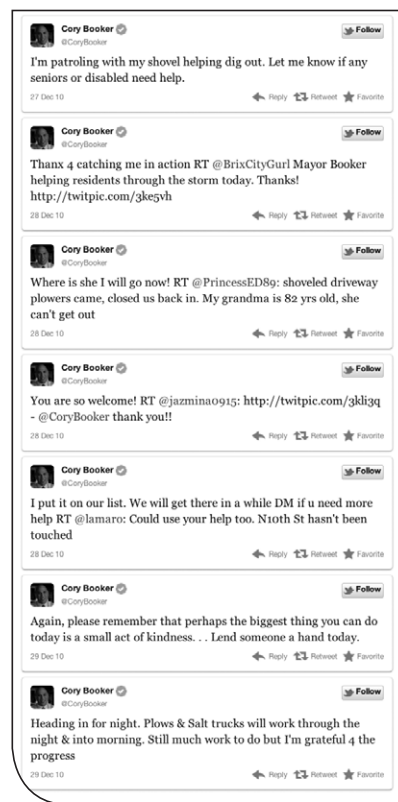 Cory Booker
Follow
@CoryBooker
I'm patroling with my shovel helping dig out. Let me know if any
seniors or disabled need help.
27 Dec 10 Reply Retweet Favorite
Cory Booker
Follow
@CoryBooker
Thanx 4 catching me in action RT @BrixCityGurl Mayor Booker
helping residents through the storm today. Thanks!
http://twitpic.com/3ke5vh
28 Dec 10 Reply Retweet Favorite
Cory Booker
Follow
@CoryBooker
Where is she I will go now! RT @PrincessED89: shoveled driveway
plowers came, closed us back in. My grandma is 82 yrs old, she
can't get out
28 Dec 10 Reply Retweet Favorite
Cory Booker
Follow
@CoryBooker
You are so welcome! RT @jazmina0915: http://twitpic.com/3kli3q
- @CoryBooker thank you!!
28 Dec 10 Reply Retweet Favorite
Cory Booker
Follow
@CoryBooker
I put it on our list. We will get there in a while DM if u need more
help RT @lamaro: Could use your help too. N10th St hasn't been
touched
28 Dec 10 Reply Retweet Favorite
Cory Booker
Follow
@CoryBooker
Again, please remember that perhaps the biggest thing you can do
today is a small act of kindness. . . Lend someone a hand today.
29 Dec 10 Reply Retweet Favorite
Cory Booker
Follow
@CoryBooker
Heading in for night. Plows & Salt trucks will work through the
night & into morning. Still much work to do but I'm grateful 4 the
progress
29 Dec 10 Reply Retweet Favorite